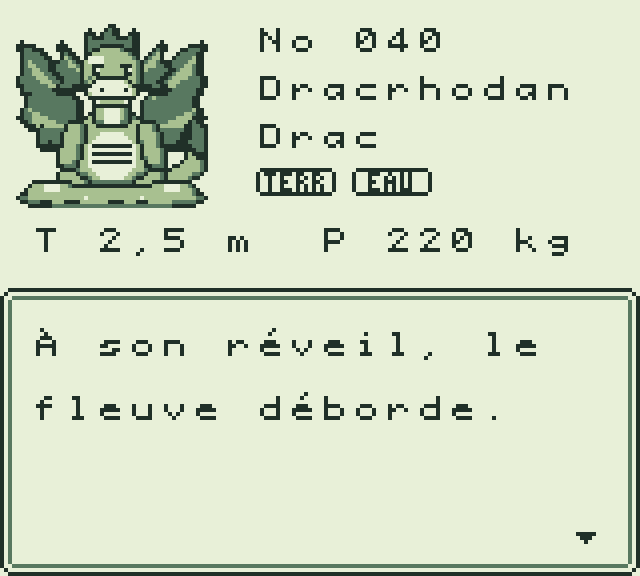 No 040
Dracrhodan
Drac
TERR EAU
T 2,5 m P 220 kg
À son réveil, le
fleuve déborde.